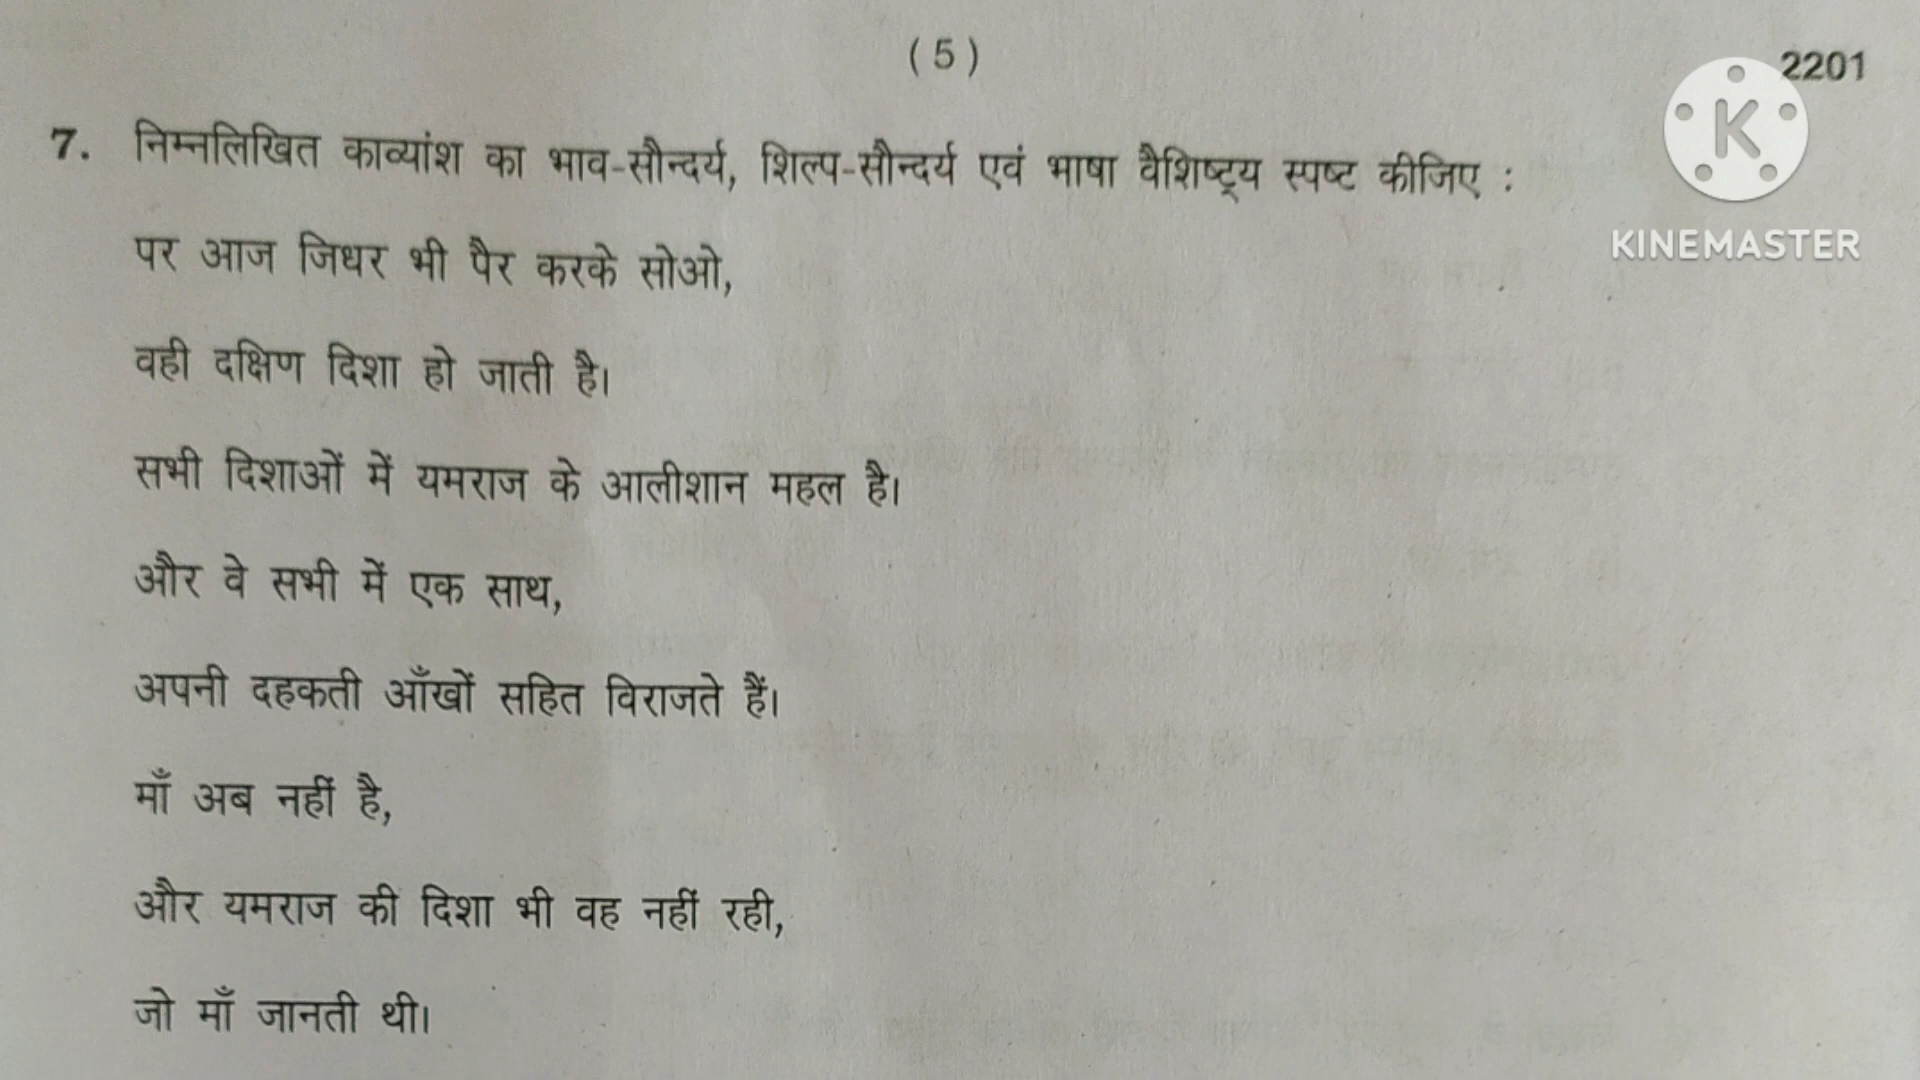 ( 5 )
2201
K
KINEMASTER
7. निम्नलिखित काव्यांश का भाव-सौन्दर्य, शिल्प-सौन्दर्य एवं भाषा वैशिष्ट्य स्पष्ट कीजिए :
पर आज जिधर भी पैर करके सोओ,
वही दक्षिण दिशा हो जाती है।
सभी दिशाओं में यमराज के आलीशान महल है।
और वे सभी में एक साथ,
अपनी दहकती आँखों सहित विराजते हैं।
माँ अब नहीं है,
और यमराज की दिशा भी वह नहीं रही,
जो माँ जानती थी।